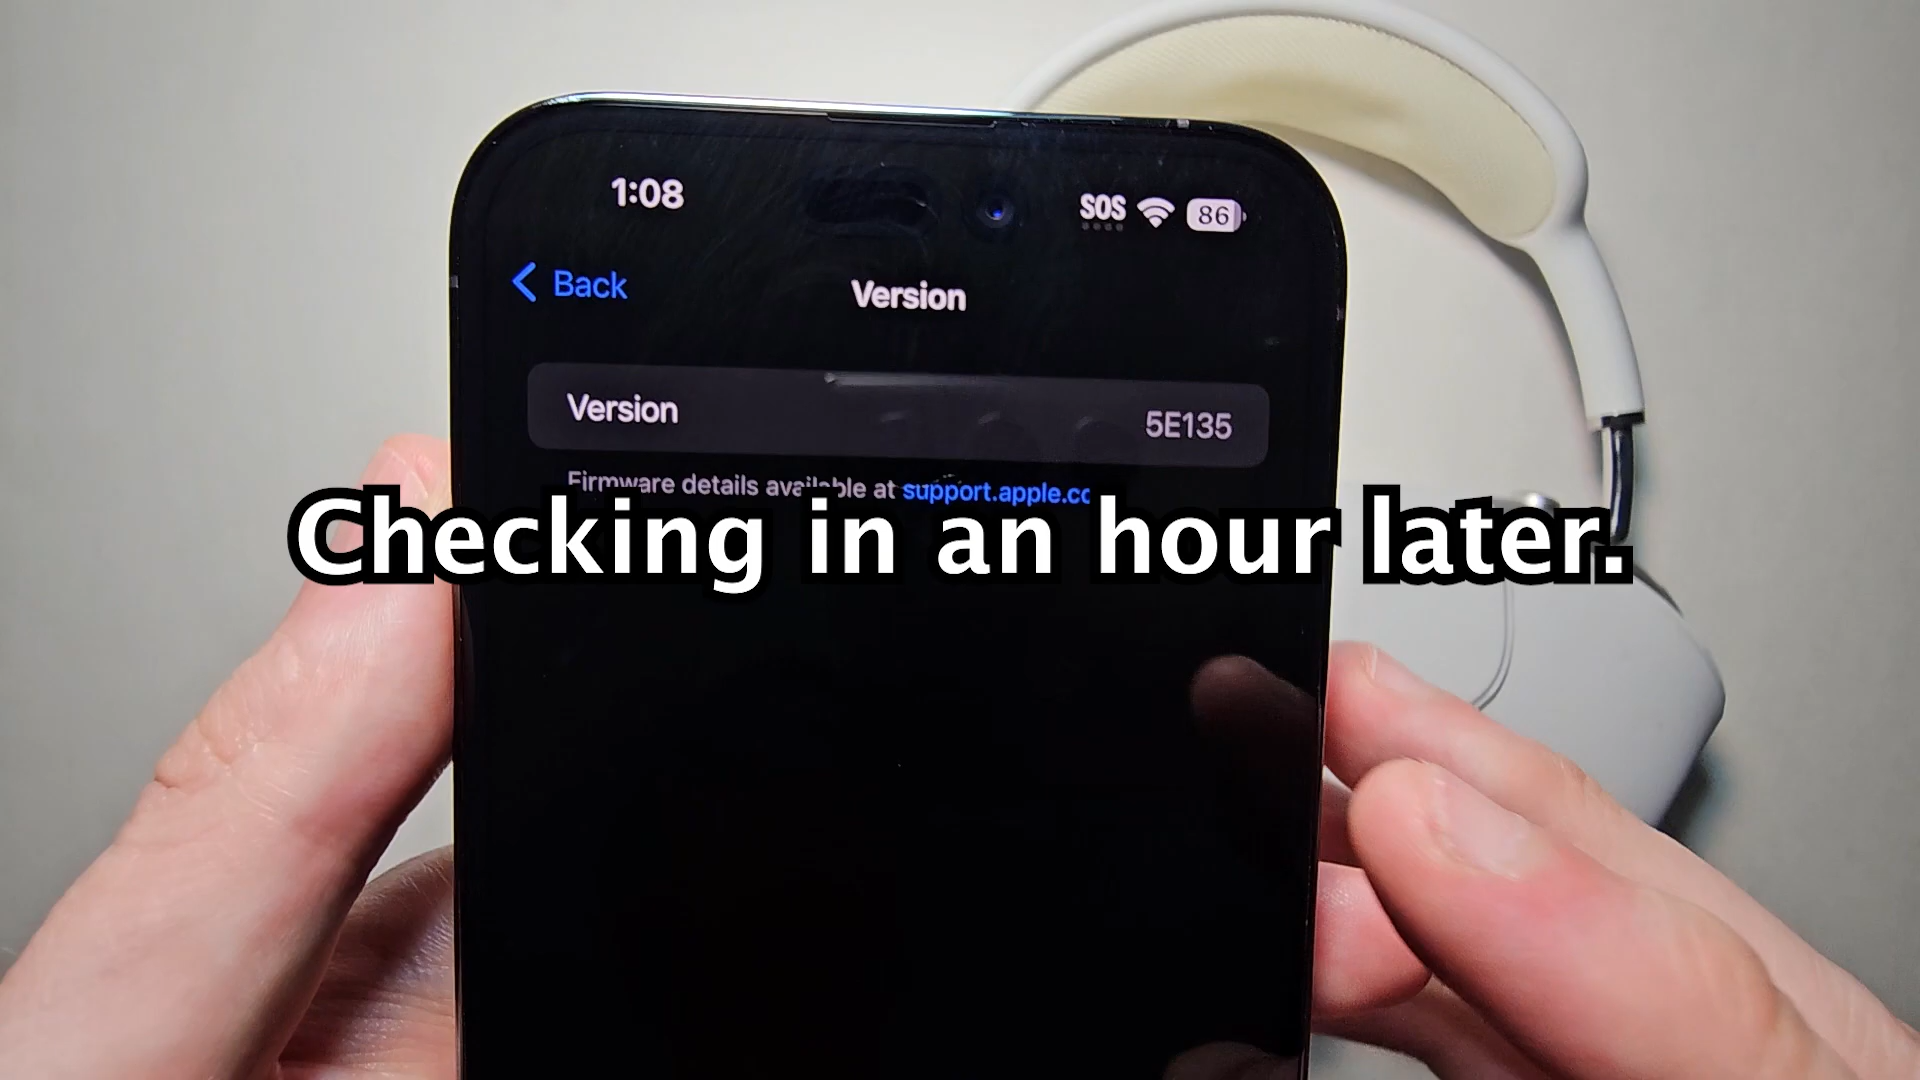 1:08
SOS
86
Back
Version
Version
5E135
Firmware details available at support.apple.co
Checking in an hour later.